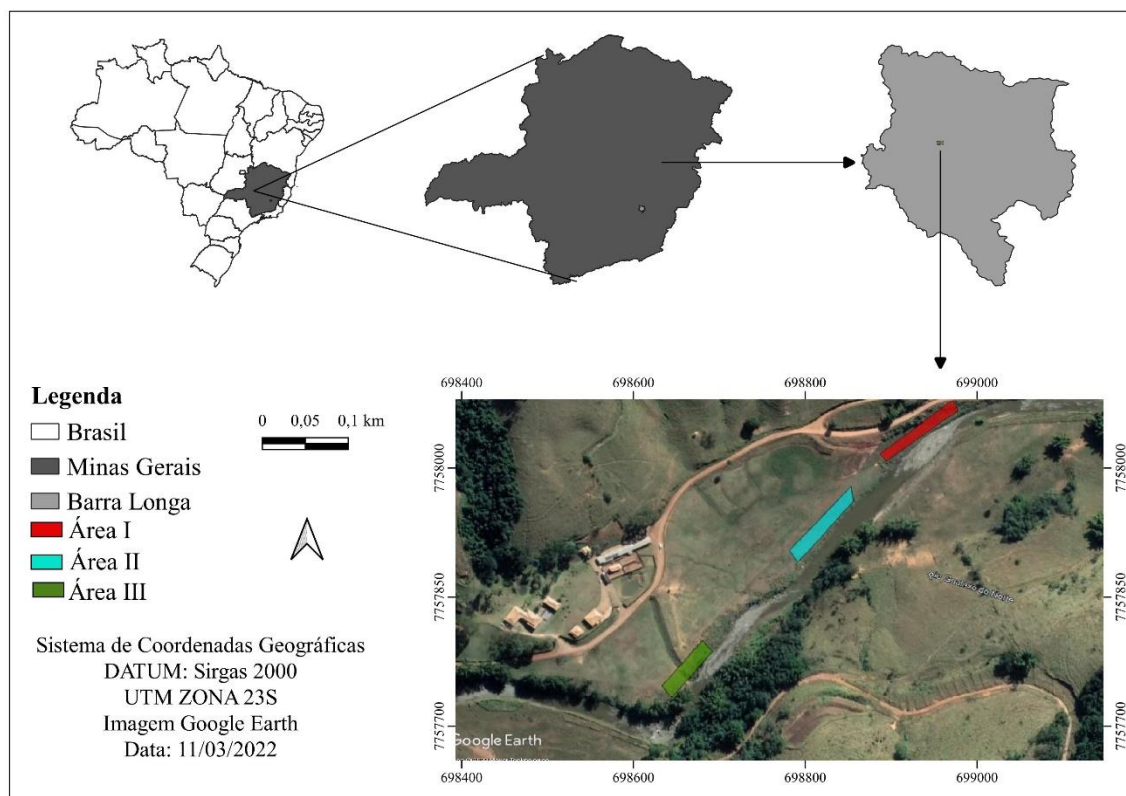 Legenda
Brasil
Minas Gerais
Barra Longa
Área I
Área II
Área III
0 0,05 0,1 km
Sistema de Coordenadas Geográficas
DATUM: Sirgas 2000
UTM ZONA 23S
Imagem Google Earth
Data: 11/03/2022
698400 698600 698800 699000
7758000 7758000
7757850 7757850
7757700 7757700
do Norte
Google Earth
698400 698600 698800 699000